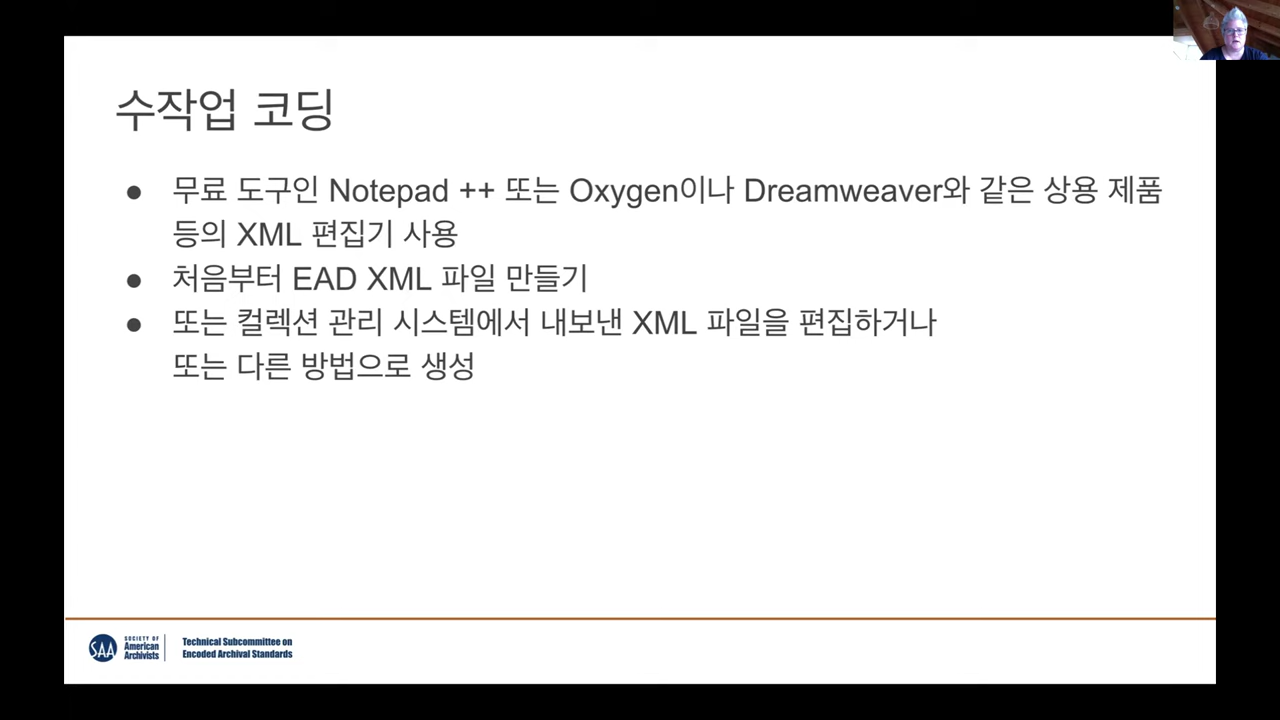 수작업 코딩
● 무료 도구인 Notepad ++ 또는 Oxygen이나 Dreamweaver와 같은 상용 제품
등의 XML 편집기 사용
● 처음부터 EAD XML 파일 만들기
● 또는 컬렉션 관리 시스템에서 내보낸 XML 파일을 편집하거나
또는 다른 방법으로 생성
SAA
SOCIETY OF
American
Archivists
Technical Subcommittee on
Encoded Archival Standards